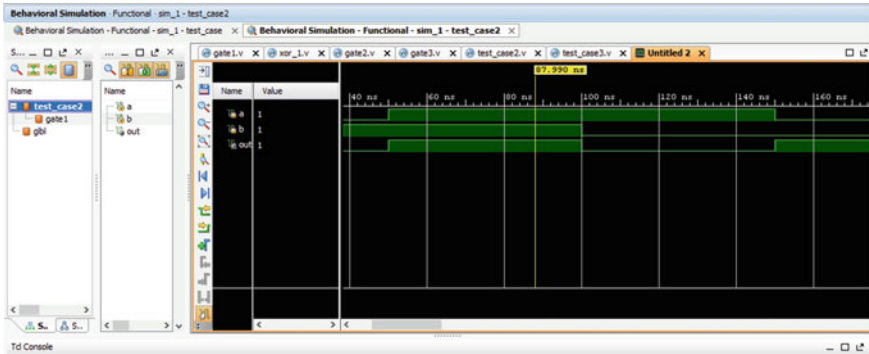 Behavioral Simulation - Functional - sim_1 - test_case2
Behavioral Simulation - Functional - sim_1 - test_case × Behavioral Simulation - Functional - sim_1 - test_case2 ×
S... ... gate1.v × xor_1.v × gate2.v × gate3.v × test_case2.v × test_case3.v × Untitled 2 ×
87.990 ns
Name Name Name Value
40 ns 60 ns 80 ns 100 ns 120 ns 140 ns 160 ns
test_case2
gate1
glbl
a
b
out
a 1
b 1
out 1
S.. S...
Tcl Console